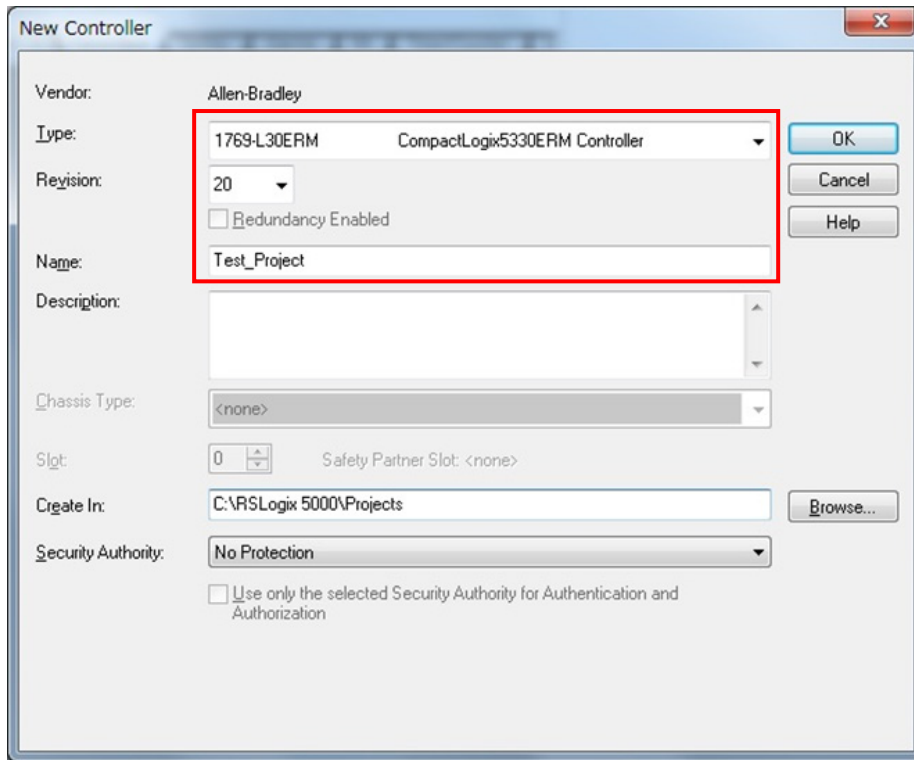 New Controller
Vendor: Allen-Bradley
Type: 1769-L30ERM CompactLogix5330ERM Controller OK
Revision: 20 Cancel
Redundancy Enabled Help
Name: Test_Project
Description:
Chassis Type: <none>
Slot: 0 Safety Partner Slot: <none>
Create In: C:\RSLogix 5000\Projects Browse...
Security Authority: No Protection
Use only the selected Security Authority for Authentication and
Authorization